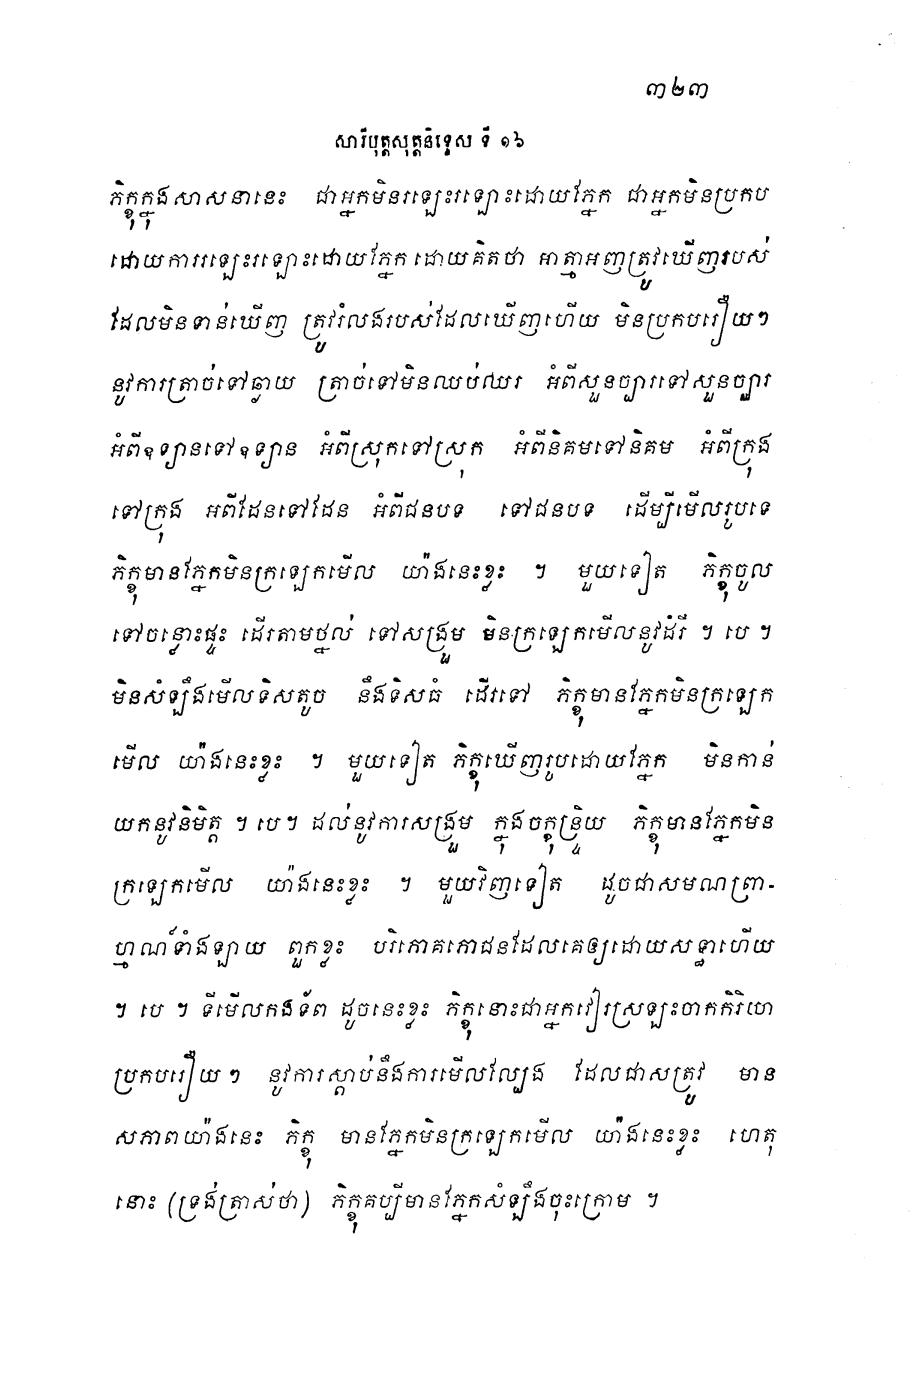 ៣២៣
សារីបុត្តសុត្តនិទ្ទេស ទី ១៦
ភិក្ខុក្នុងសាសនានេះ ជាអ្នកមិនរឡេះរឡោះដោយភ្នែក ជាអ្នកមិនប្រកប
ដោយការរឡេះរឡោះដោយភ្នែក ដោយគិតថា អាត្មាអញត្រូវឃើញរបស់
ដែលមិនទាន់ឃើញ ត្រូវរំលងរបស់ដែលឃើញហើយ មិនប្រកបរឿយៗ
នូវការត្រាច់ទៅឆ្ងាយ ត្រាច់ទៅមិនឈប់ឈរ អំពីសួនច្បារទៅសួនច្បារ
អំពីឧទ្យានទៅឧទ្យាន អំពីស្រុកទៅស្រុក អំពីនិគមទៅនិគម អំពីក្រុង
ទៅក្រុង អពីដែនទៅដែន អំពីជនបទ ទៅជនបទ ដើម្បីមើលរូបទេ
ភិក្ខុមានភ្នែកមិនក្រឡេកមើល យ៉ាងនេះខ្លះ ។ មួយទៀត ភិក្ខុចូល
ទៅចន្លោះផ្ទះ ដើរតាមថ្នល់ ទៅសង្រួម មិនក្រឡេកមើលនូវដំរី ។ បេ ។
មិនសំឡឹងមើលទិសតូច នឹងទិសធំ ដើរទៅ ភិក្ខុមានភ្នែកមិនក្រឡេក
មើល យ៉ាងនេះខ្លះ ។ មួយទៀត ភិក្ខុឃើញរូបដោយភ្នែក មិនកាន់
យកនូវនិមិត្ត ។ បេ។ ដល់នូវការសង្រួម ក្នុងចក្ខុន្ទ្រិយ ភិក្ខុមានភ្នែកមិន
ក្រឡេកមើល យ៉ាងនេះខ្លះ ។ មួយវិញទៀត ដូចជាសមណព្រា-
ហ្មណ៍ទាំងឡាយ ពួកខ្លះ បរិភោគភោជនដែលគេឲ្យដោយសទ្ធាហើយ
។ បេ ។ ទីមើលកងទ័ព ដូចនេះខ្លះ ភិក្ខុនោះជាអ្នកវៀរស្រឡះចាកកិរិយា
ប្រកបរឿយៗ នូវការស្តាប់នឹងការមើលល្បែង ដែលជាសត្រូវ មាន
សភាពយ៉ាងនេះ ភិក្ខុ មានភ្នែកមិនក្រឡេកមើល យ៉ាងនេះខ្លះ ហេតុ
នោះ (ទ្រង់ត្រាស់ថា) ភិក្ខុគប្បីមានភ្នែកសំឡឹងចុះក្រោម ។